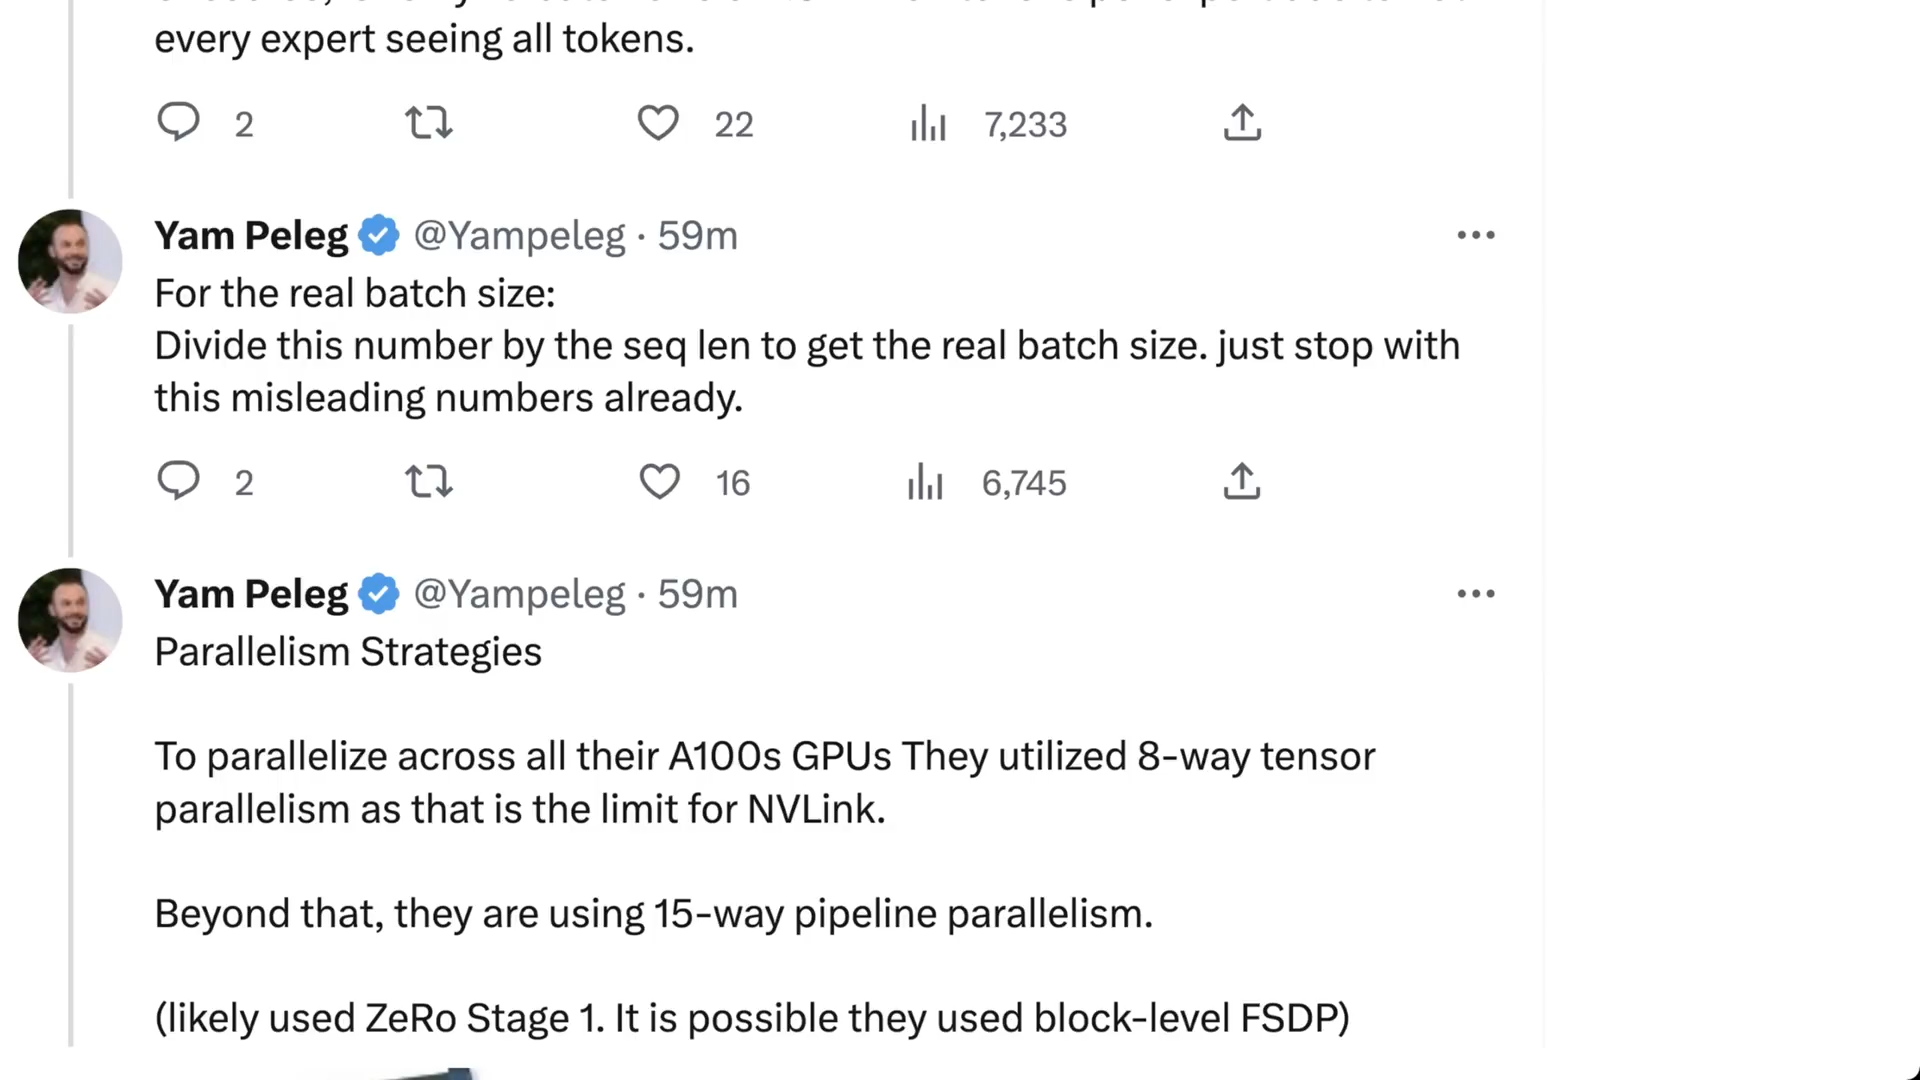 every expert seeing all tokens.
2 22 7,233
Yam Peleg @Yampeleg · 59m
For the real batch size:
Divide this number by the seq len to get the real batch size. just stop with
this misleading numbers already.
2 16 6,745
Yam Peleg @Yampeleg · 59m
Parallelism Strategies
To parallelize across all their A100s GPUs They utilized 8-way tensor
parallelism as that is the limit for NVLink.
Beyond that, they are using 15-way pipeline parallelism.
(likely used ZeRo Stage 1. It is possible they used block-level FSDP)